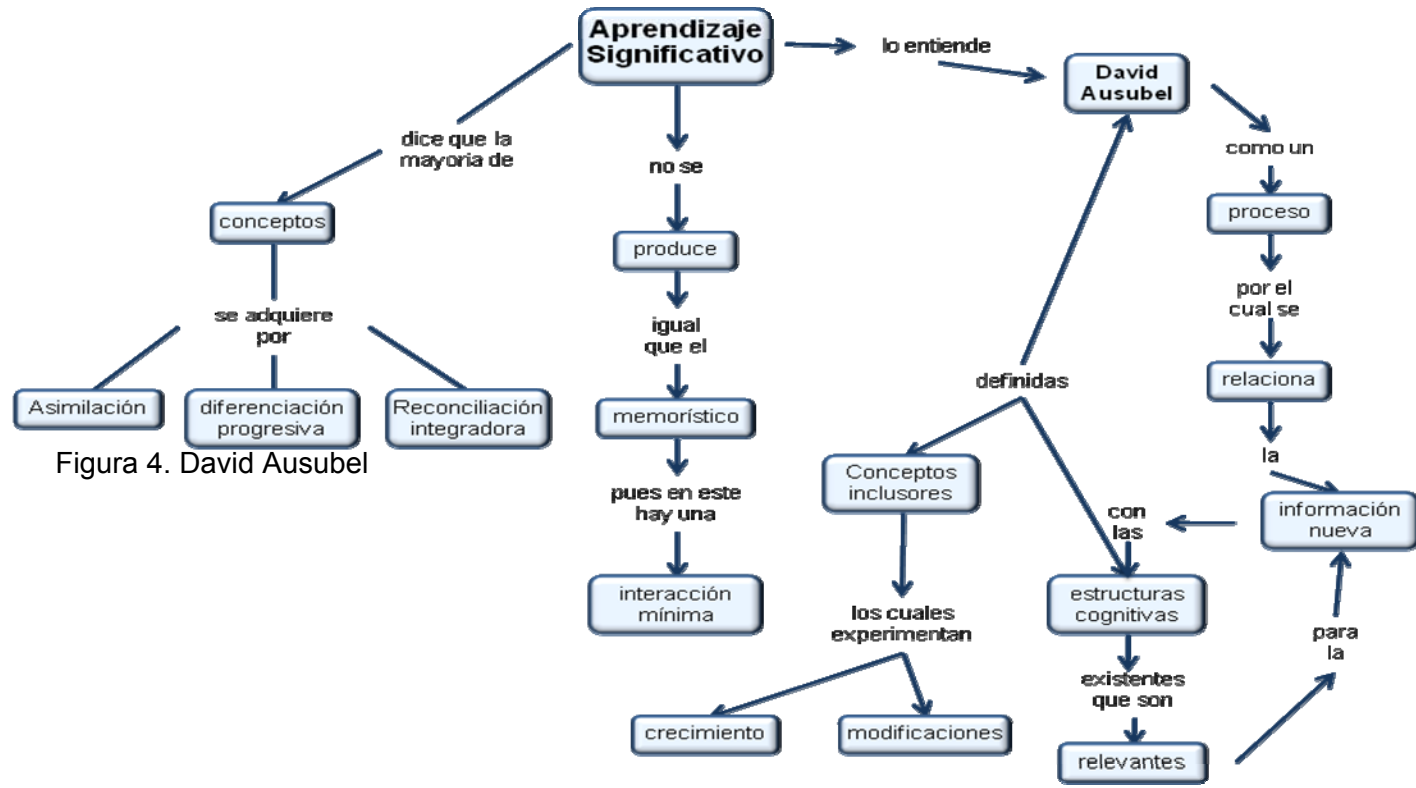 Aprendizaje
Significativo
lo entiende
David
Ausubel
dice que la
mayoria de
no se
como un
conceptos
produce
proceso
se adquiere
por
igual
que el
por el
cual se
definidas
relaciona
Asimilación
diferenciación
progresiva
Reconciliación
integradora
memorístico
Figura 4. David Ausubel
la
Conceptos
inclusores
pues en este
hay una
con
las
información
nueva
interacción
mínima
los cuales
experimentan
estructuras
cognitivas
para
la
existentes
que son
crecimiento
modificaciones
relevantes